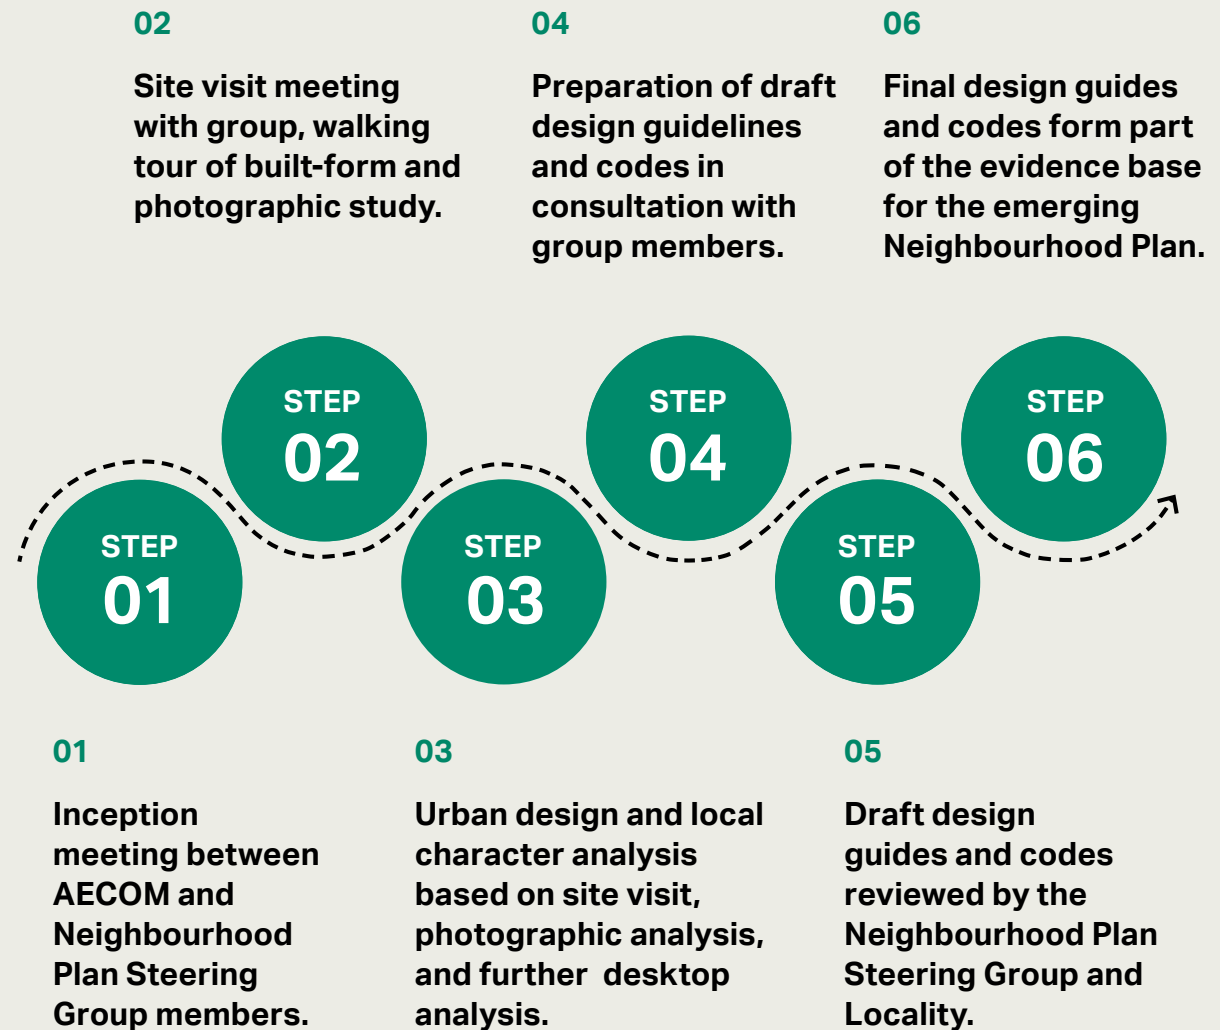 02
Site visit meeting
with group, walking
tour of built-form and
photographic study.
04
Preparation of draft
design guidelines
and codes in
consultation with
group members.
06
Final design guides
and codes form part
of the evidence base
for the emerging
Neighbourhood Plan.
STEP
02
STEP
04
STEP
06
STEP
01
STEP
03
STEP
05
01
Inception
meeting between
AECOM and
Neighbourhood
Plan Steering
Group members.
03
Urban design and local
character analysis
based on site visit,
photographic analysis,
and further  desktop
analysis.
05
Draft design
guides and codes
reviewed by the
Neighbourhood Plan
Steering Group and
Locality.